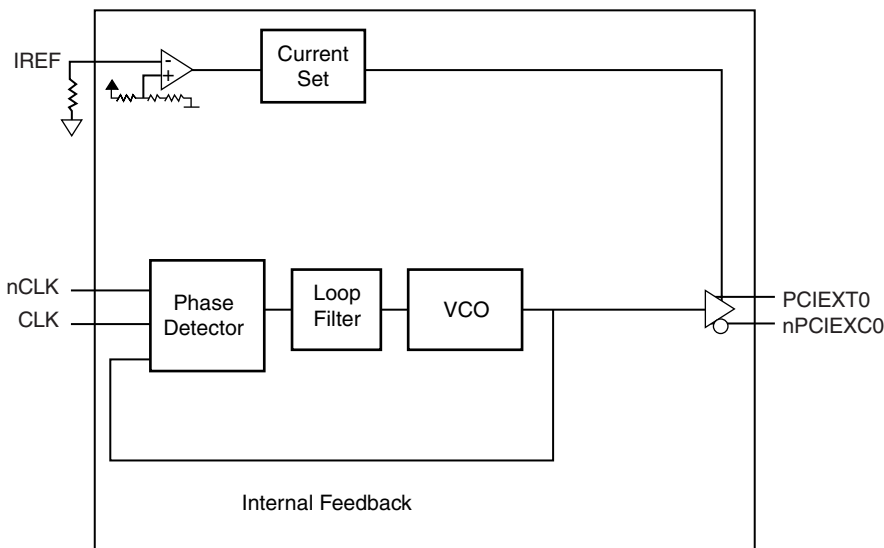 IREF
-
+
Current
Set
nCLK
CLK
Phase
Detector
Loop
Filter
VCO
PCIEXT0
nPCIEXC0
Internal Feedback